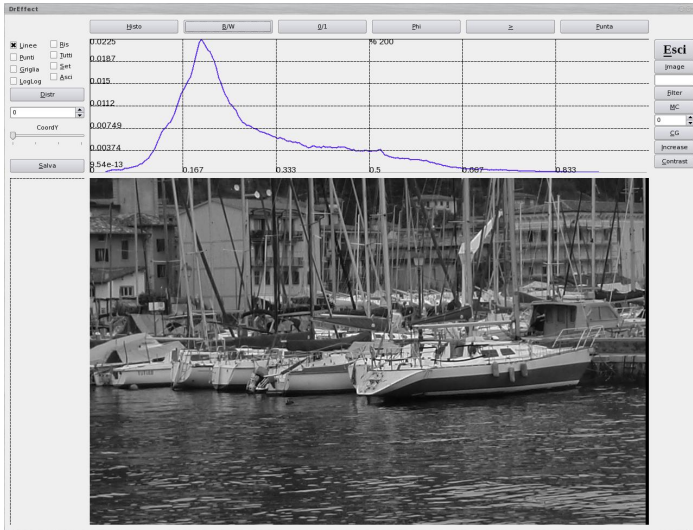 DrEffect
Histo B/W 0/1 Phi ≥ Punta
Linee Ris
Punti Tutti
Griglia Set
LogLog Asci
Distr
0
CoordY
Salva
0.0225
0.0187
0.015
0.0112
0.00749
0.00374
9.54e-13
% 200
0 0.167 0.333 0.5 0.667 0.833
Esci
Image
Filter
MC
0
CG
Increase
Contrast